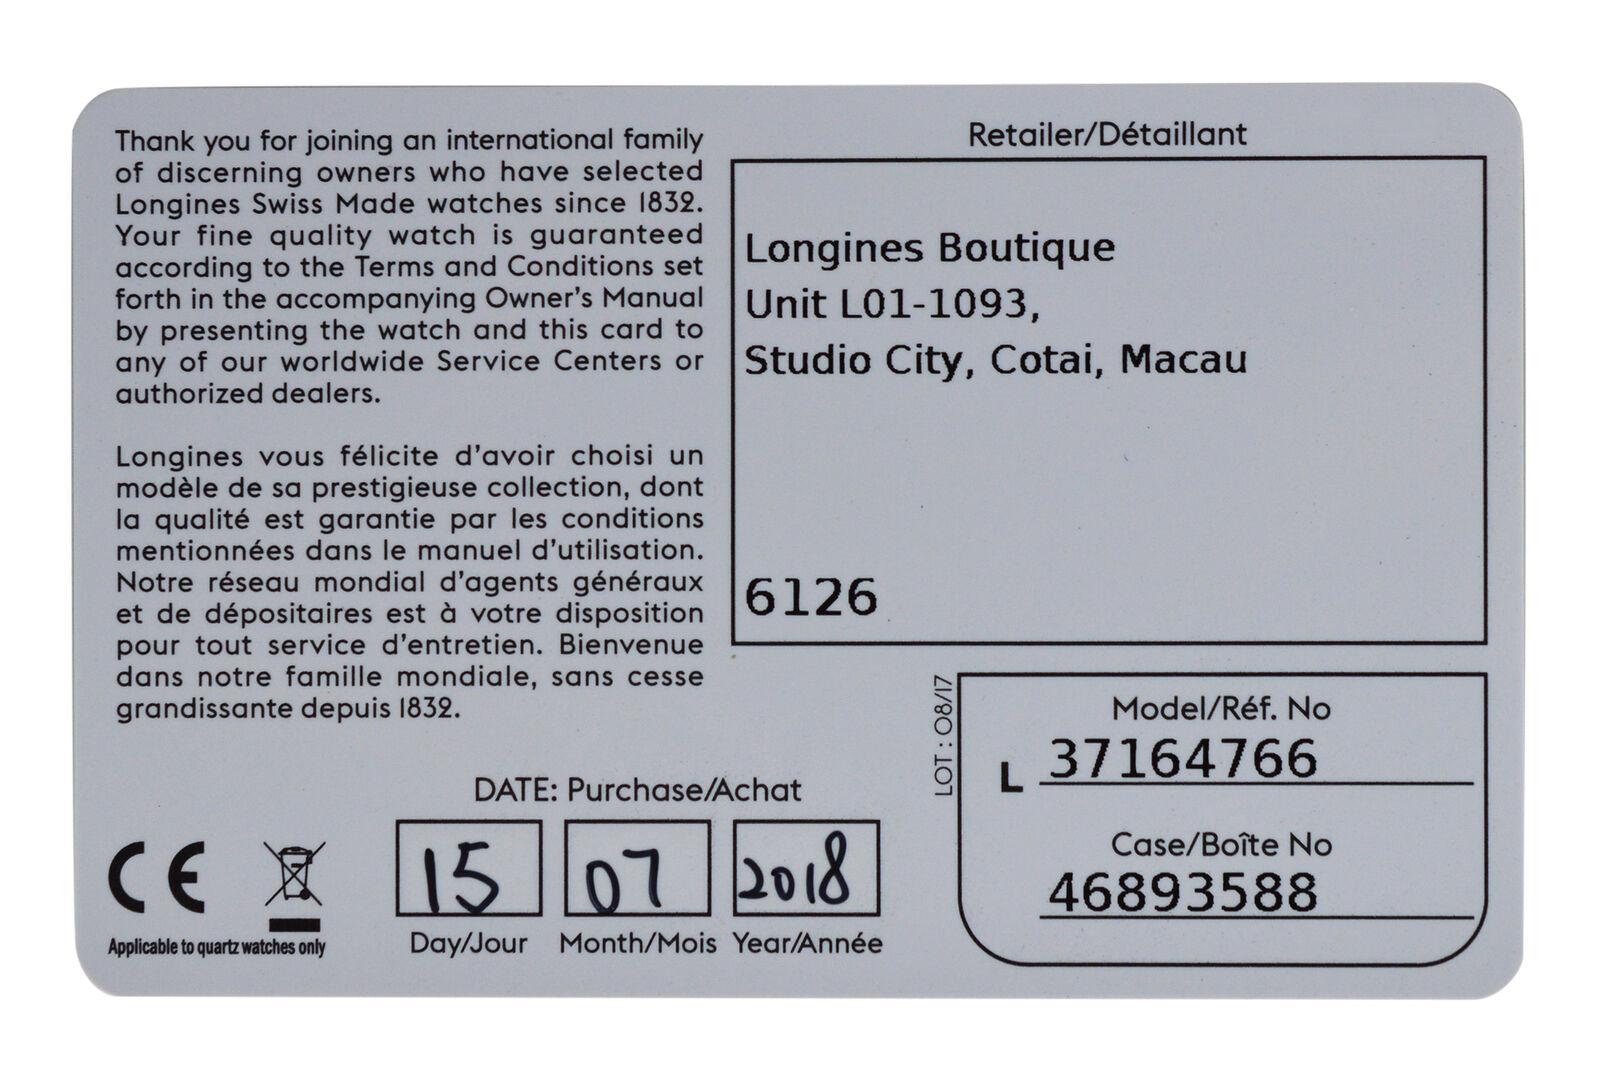 Thank you for joining an international family
of discerning owners who have selected
Longines Swiss Made watches since 1832.
Your fine quality watch is guaranteed
according to the Terms and Conditions set
forth in the accompanying Owner's Manual
by presenting the watch and this card to
any of our worldwide Service Centers or
authorized dealers.
Longines vous félicite d'avoir choisi un
modèle de sa prestigieuse collection, dont
la qualité est garantie par les conditions
mentionnées dans le manuel d'utilisation.
Notre réseau mondial d'agents généraux
et de dépositaires est à votre disposition
pour tout service d'entretien. Bienvenue
dans notre famille mondiale, sans cesse
grandissante depuis 1832.
Retailer/Détaillant
Longines Boutique
Unit L01-1093,
Studio City, Cotai, Macau
6126
LOT : 08/17
Model/Réf. No
L 37164766
Case/Boîte No
46893588
DATE: Purchase/Achat
15 07 2018
Day/Jour Month/Mois Year/Année
CE
Applicable to quartz watches only